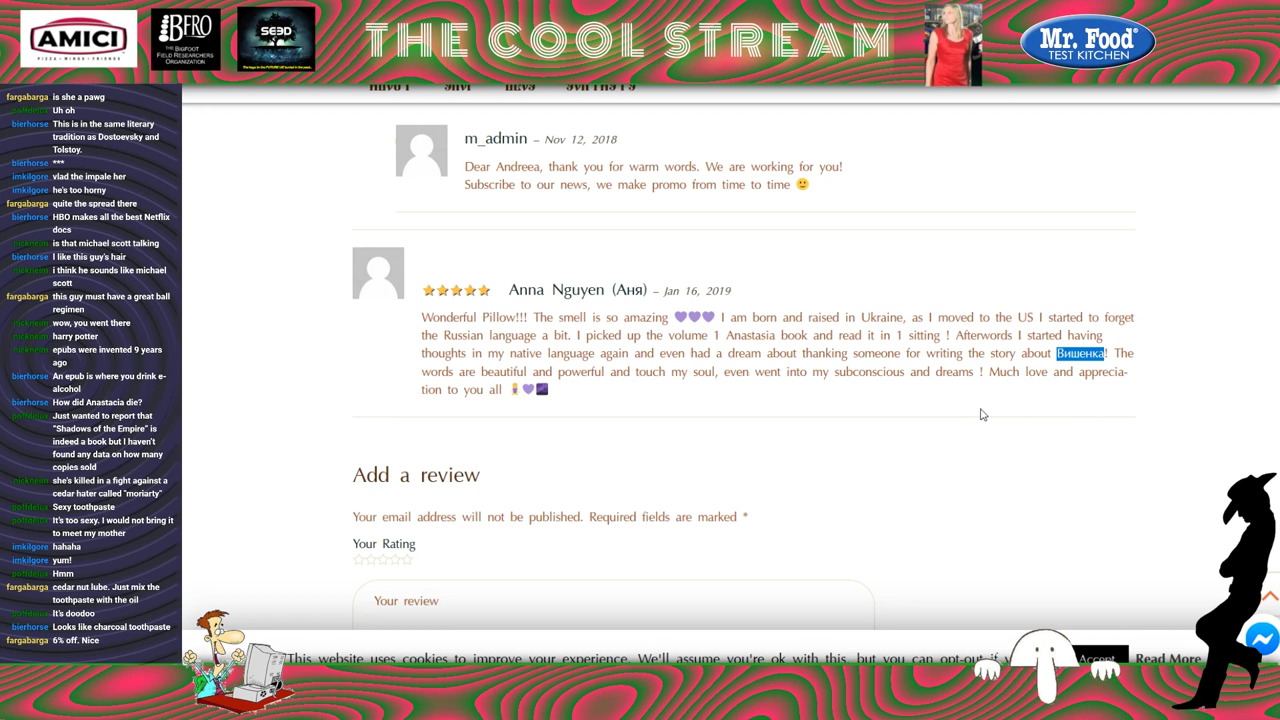 AMICI
PIZZA • WINGS • FRIENDS
BFRO
THE BIGFOOT
FIELD RESEARCHERS
ORGANIZATION
SEED
THE COOL STREAM
Mr. Food
TEST KITCHEN
fargabarga is she a pawg
Uh oh
bierhorse This is in the same literary
tradition as Dostoevsky and
Tolstoy.
bierhorse ***
imkilgore vlad the impale her
imkilgore he's too horny
fargabarga quite the spread there
bierhorse HBO makes all the best Netflix
docs
is that michael scott talking
bierhorse I like this guy's hair
i think he sounds like michael
scott
fargabarga this guy must have a great ball
regimen
wow, you went there
harry potter
epubs were invented 9 years
ago
bierhorse An epub is where you drink e-
alcohol
bierhorse How did Anastacia die?
Just wanted to report that
“Shadows of the Empire” is
indeed a book but I haven’t
found any data on how many
copies sold
she's killed in a fight against a
cedar hater called "moriarty"
Sexy toothpaste
It’s too sexy. I would not bring it
to meet my mother
imkilgore hahaha
imkilgore yum!
Hmm
fargabarga cedar nut lube. Just mix the
toothpaste with the oil
It’s doodoo
bierhorse Looks like charcoal toothpaste
fargabarga 6% off. Nice
m_admin – Nov 12, 2018
Dear Andreea, thank you for warm words. We are working for you!
Subscribe to our news, we make promo from time to time 🙂
Anna Nguyen (Аня) – Jan 16, 2019
Wonderful Pillow!!! The smell is so amazing 💜💜💜 I am born and raised in Ukraine, as I moved to the US I started to forget
the Russian language a bit. I picked up the volume 1 Anastasia book and read it in 1 sitting ! Afterwords I started having
thoughts in my native language again and even had a dream about thanking someone for writing the story about Вишенка! The
words are beautiful and powerful and touch my soul, even went into my subconscious and dreams ! Much love and apprecia-
tion to you all
Add a review
Your email address will not be published. Required fields are marked *
Your Rating
Your review
This website uses cookies to improve your experience. We'll assume you're ok with this, but you can opt-out if
Accept
Read More